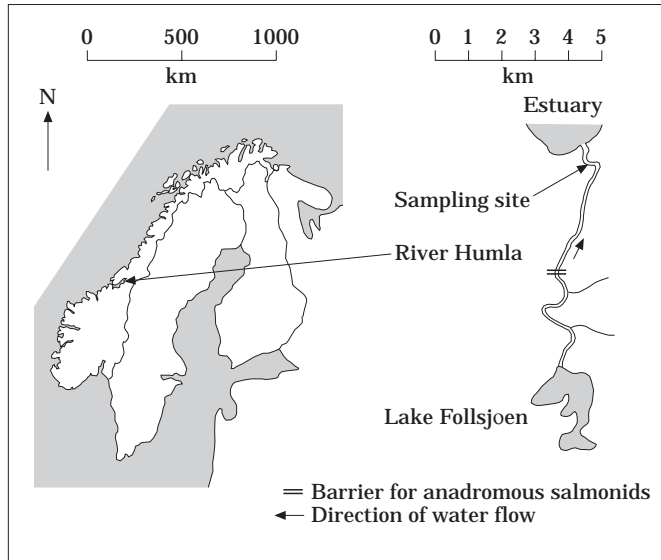 0 500 1000
km
0 1 2 3 4 5
km
N
Estuary
Sampling site
River Humla
Lake Follsjoen
Barrier for anadromous salmonids
Direction of water flow